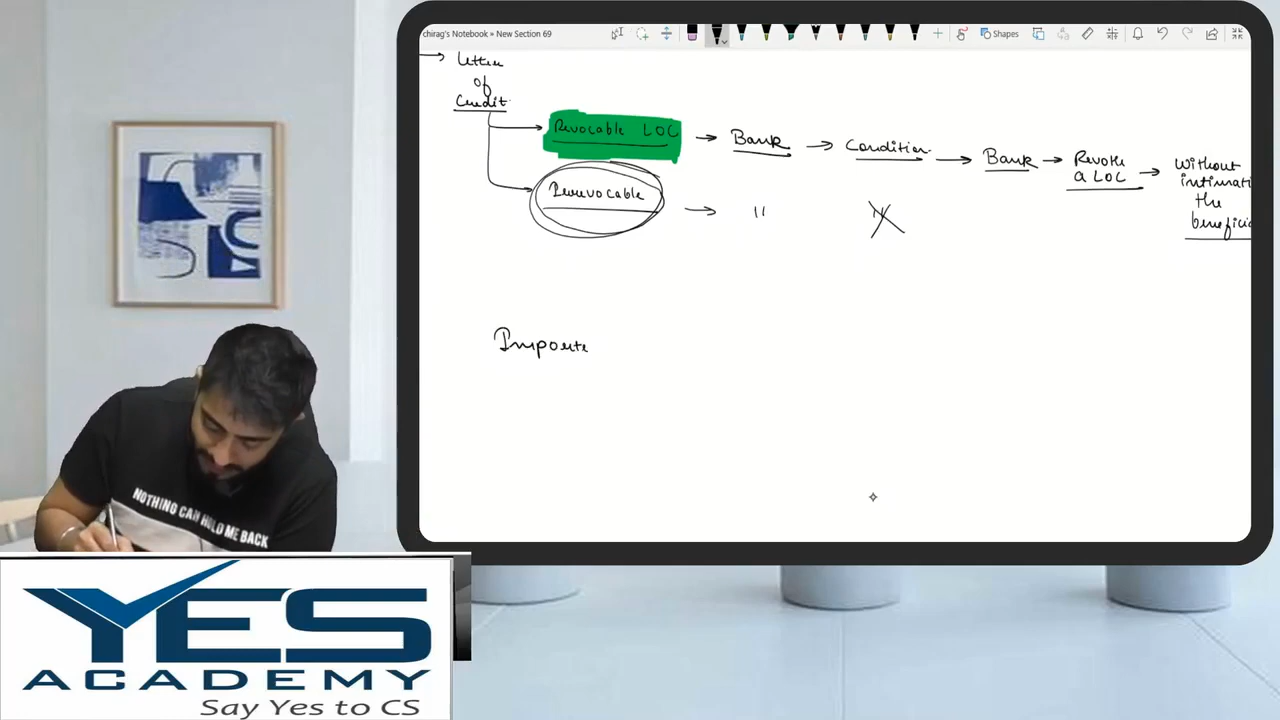 chirag's Notebook » New Section 69
Shapes
→ Letter
of
Credit
Revocable LOC → Bank → Condition → Bank → Revoke
a LOC → Without
intimati
the
benefici
Irrevocable → 11
Importe
NOTHING CAN HOLD ME BACK
YES
ACADEMY
Say Yes to CS